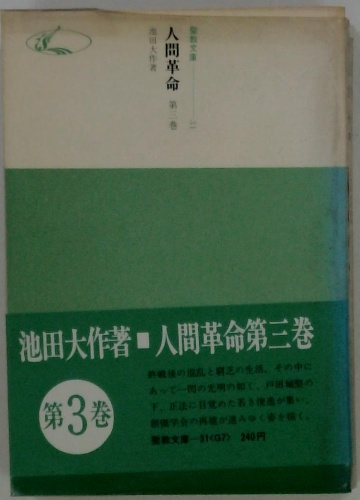 聖教文庫
人間革命 第三巻
池田大作著
池田大作著■人間革命第三巻
第3巻
終戦後の混乱と窮乏の生活。その中に
あって一閃の光明の如く、戸田城聖の
下、正法に目覚めた若き俊逸が集い、
創価学会の再建が進みゆく姿を描く。
聖教文庫—31〈G7〉 240円